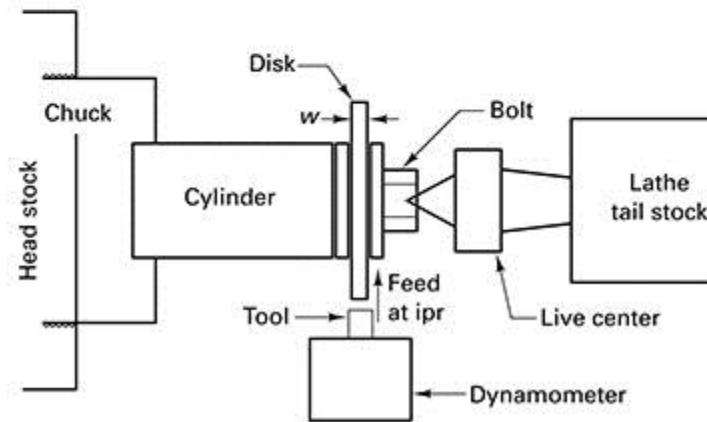 Disk
w
Bolt
Chuck
Head stock
Cylinder
Lathe
tail stock
Feed
at ipr
Tool
Live center
Dynamometer